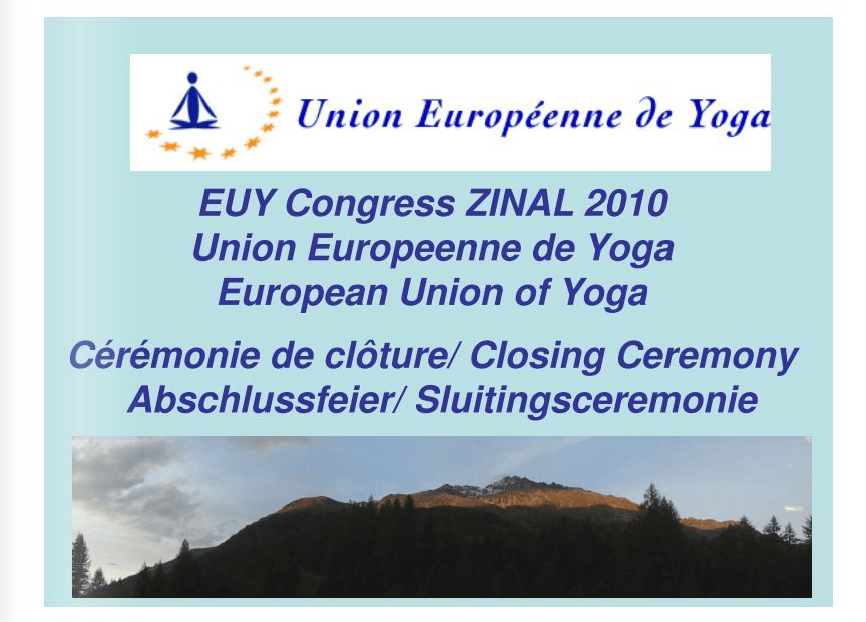 Union Européenne de Yoga
EUY Congress ZINAL 2010
Union Europeenne de Yoga
European Union of Yoga
Cérémonie de clôture/ Closing Ceremony
Abschlussfeier/ Sluitingsceremonie